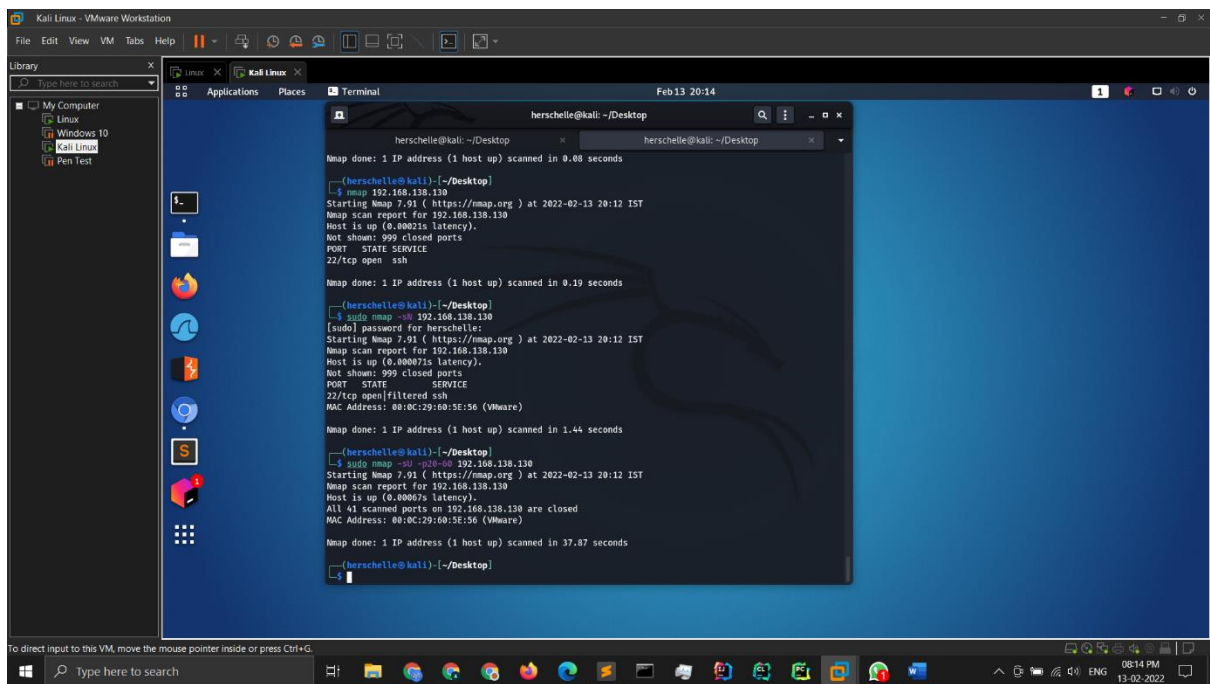 Kali Linux - VMware Workstation
File Edit View VM Tabs Help
Library
Type here to search
My Computer
Linux
Windows 10
Kali Linux
Pen Test
Linux
Kali Linux
Applications Places Terminal Feb 13 20:14 1
herschelle@kali: ~/Desktop
herschelle@kali: ~/Desktop
herschelle@kali: ~/Desktop
Nmap done: 1 IP address (1 host up) scanned in 0.08 seconds
(herschelle㉿kali)-[~/Desktop]
$ nmap 192.168.138.130
Starting Nmap 7.91 ( https://nmap.org ) at 2022-02-13 20:12 IST
Nmap scan report for 192.168.138.130
Host is up (0.00021s latency).
Not shown: 999 closed ports
PORT STATE SERVICE
22/tcp open ssh
Nmap done: 1 IP address (1 host up) scanned in 0.19 seconds
(herschelle㉿kali)-[~/Desktop]
$ sudo nmap -sN 192.168.138.130
[sudo] password for herschelle:
Starting Nmap 7.91 ( https://nmap.org ) at 2022-02-13 20:12 IST
Nmap scan report for 192.168.138.130
Host is up (0.000071s latency).
Not shown: 999 closed ports
PORT STATE SERVICE
22/tcp open|filtered ssh
MAC Address: 00:0C:29:60:5E:56 (VMware)
Nmap done: 1 IP address (1 host up) scanned in 1.44 seconds
(herschelle㉿kali)-[~/Desktop]
$ sudo nmap -sU -p20-60 192.168.138.130
Starting Nmap 7.91 ( https://nmap.org ) at 2022-02-13 20:12 IST
Nmap scan report for 192.168.138.130
Host is up (0.00067s latency).
All 41 scanned ports on 192.168.138.130 are closed
MAC Address: 00:0C:29:60:5E:56 (VMware)
Nmap done: 1 IP address (1 host up) scanned in 37.87 seconds
(herschelle㉿kali)-[~/Desktop]
$
To direct input to this VM, move the mouse pointer inside or press Ctrl+G.
Type here to search
ENG
08:14 PM
13-02-2022